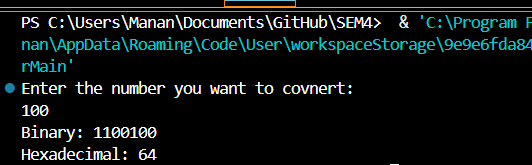 PS C:\Users\Manan\Documents\GitHub\SEM4>  & 'C:\Program F
nan\AppData\Roaming\Code\User\workspaceStorage\9e9e6fda84
rMain'
Enter the number you want to covnert:
100
Binary: 1100100
Hexadecimal: 64